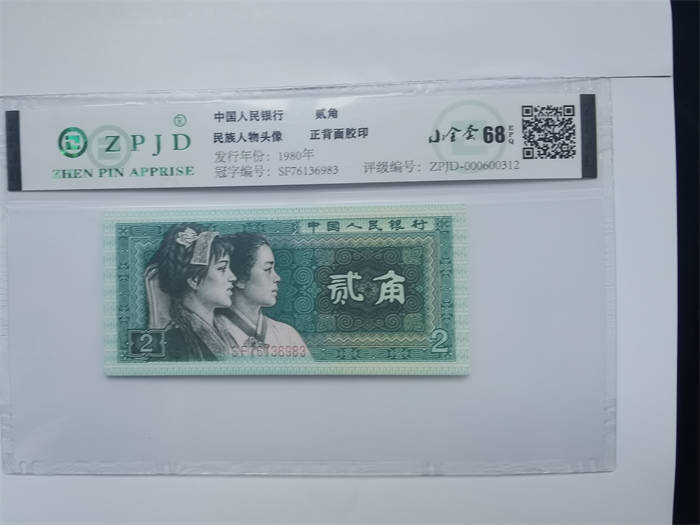 ZPJD ®
ZHEN PIN APPRISE
中国人民银行 贰角
民族人物头像 正背面胶印
发行年份: 1980年
冠字编号: SF76136983
评级编号: ZPJD-000600312
金套 68 EPQ
中国人民银行
贰角
2
SF76136983
2